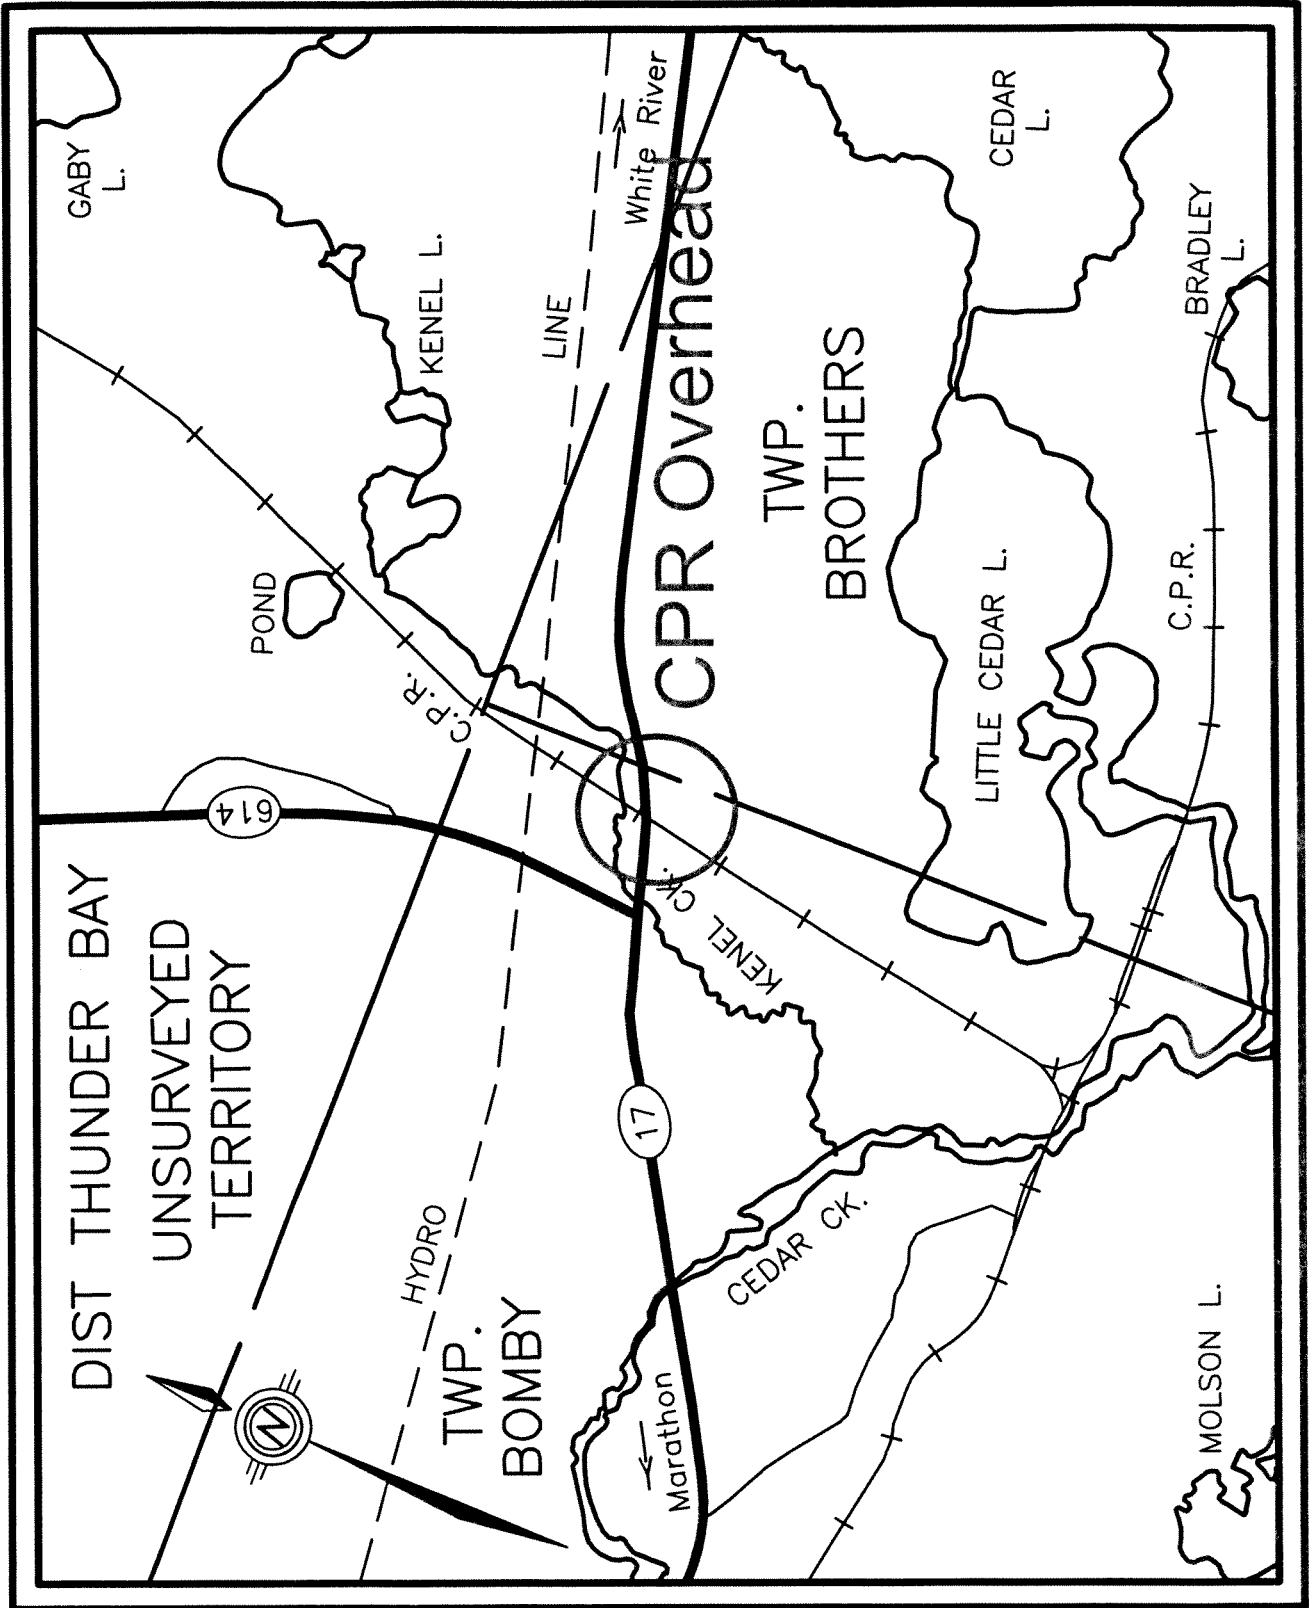 DIST THUNDER BAY
UNSURVEYED
TERRITORY
614
GABY
L.
POND
C.P.R.
KENEL L.
HYDRO
LINE
TWP.
BOMBY
N
Marathon
17
White River
CPR Overhead
KENEL CK.
CEDAR CK.
TWP.
BROTHERS
LITTLE CEDAR L.
CEDAR
L.
C.P.R.
BRADLEY
L.
MOLSON L.